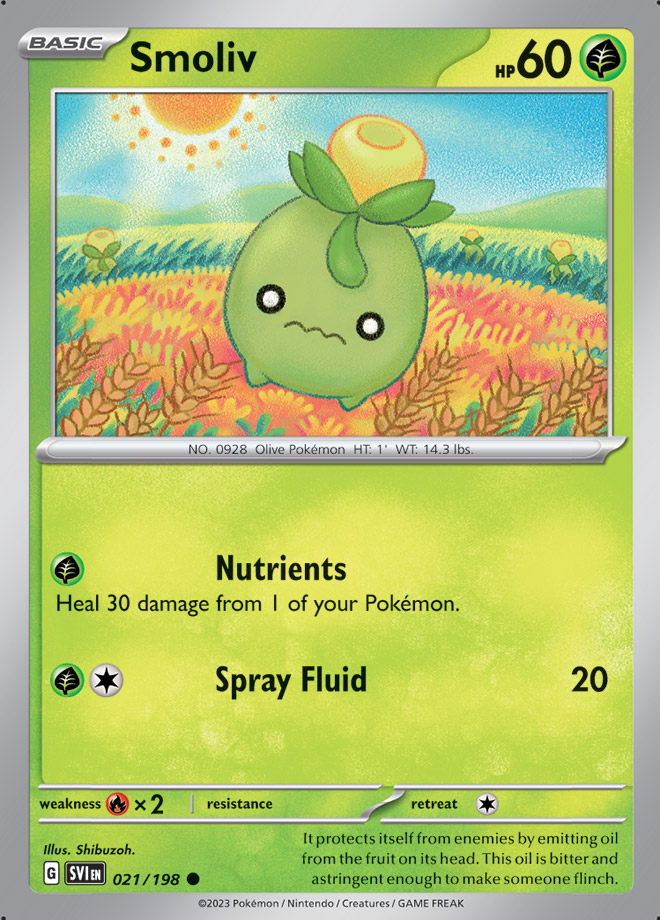 BASIC Smoliv HP 60
NO. 0928 Olive Pokémon HT: 1' WT: 14.3 lbs.
Nutrients
Heal 30 damage from 1 of your Pokémon.
Spray Fluid 20
weakness ×2 resistance retreat
Illus. Shibuzoh.
G SVI EN 021/198
It protects itself from enemies by emitting oil
from the fruit on its head. This oil is bitter and
astringent enough to make someone flinch.
©2023 Pokémon / Nintendo / Creatures / GAME FREAK